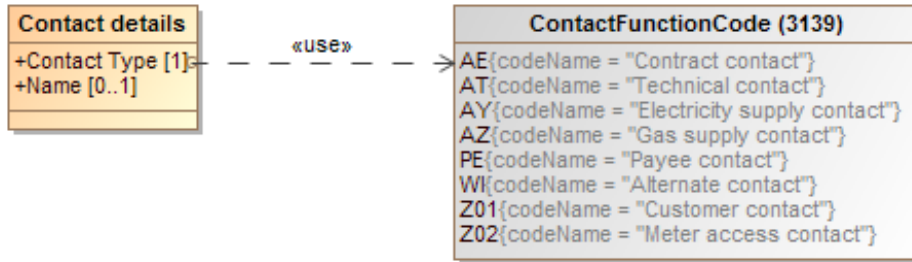 Contact details
+Contact Type [1]
+Name [0..1]
«use»
ContactFunctionCode (3139)
AE{codeName = "Contract contact"}
AT{codeName = "Technical contact"}
AY{codeName = "Electricity supply contact"}
AZ{codeName = "Gas supply contact"}
PE{codeName = "Payee contact"}
WI{codeName = "Alternate contact"}
Z01{codeName = "Customer contact"}
Z02{codeName = "Meter access contact"}